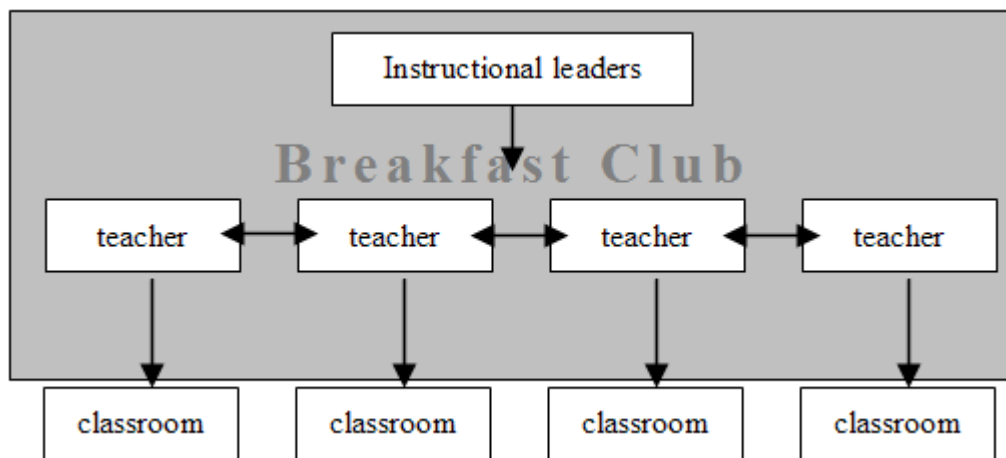 Instructional leaders
Breakfast Club
teacher teacher teacher teacher
classroom classroom classroom classroom